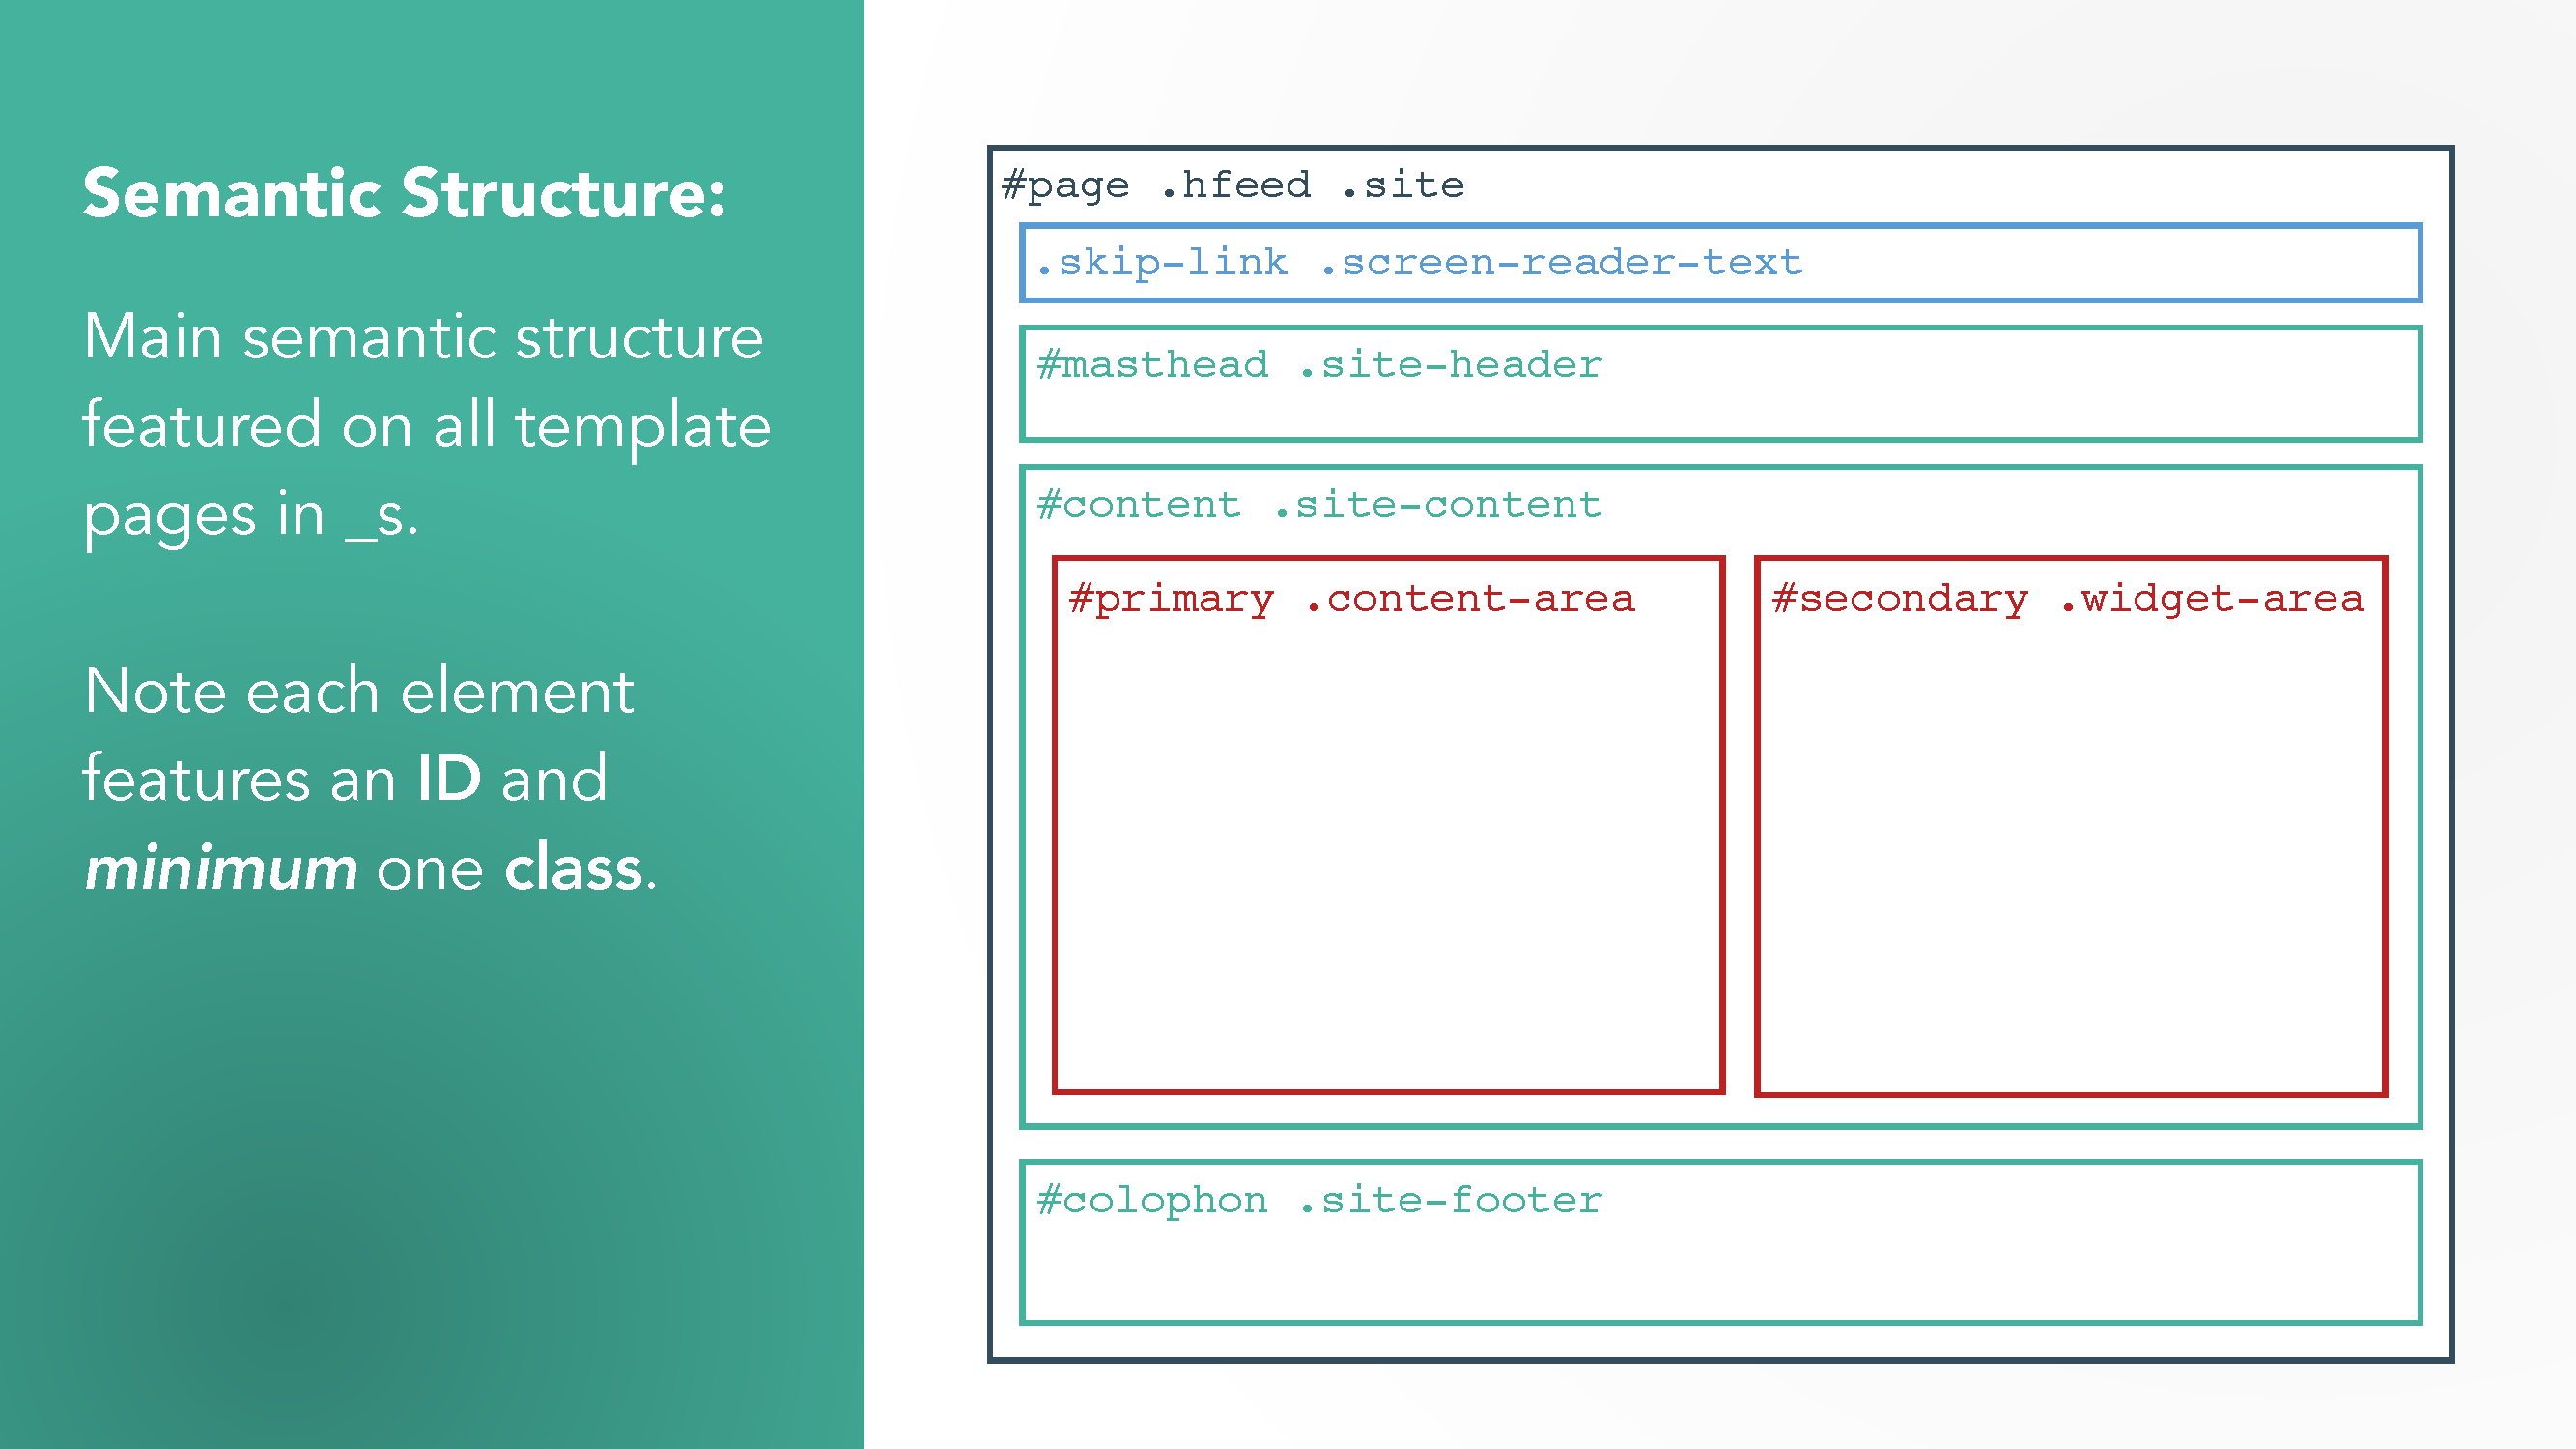 Semantic Structure:
Main semantic structure
featured on all template
pages in _s.
Note each element
features an ID and
minimum one class.
#page .hfeed .site
.skip-link .screen-reader-text
#masthead .site-header
#content .site-content
#primary .content-area
#secondary .widget-area
#colophon .site-footer